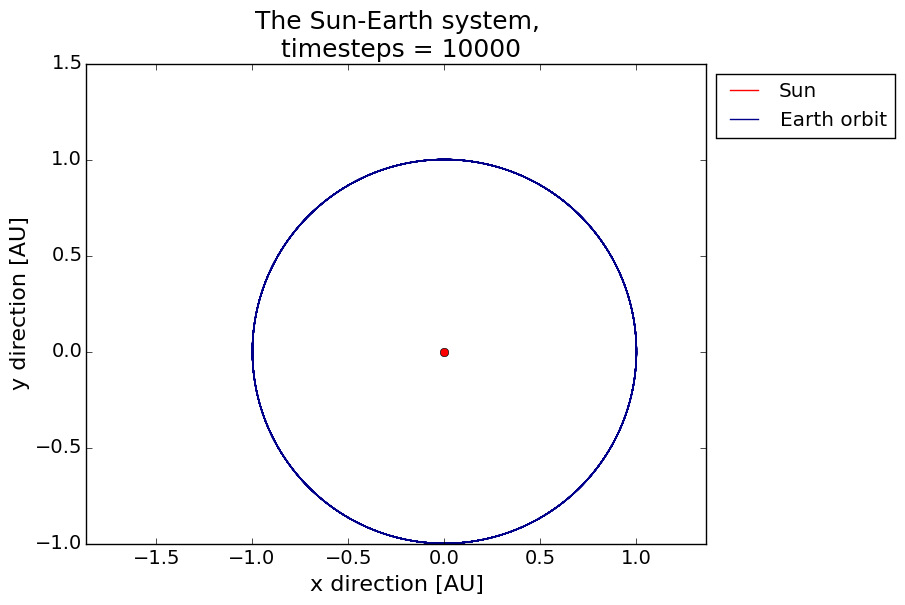 The Sun-Earth system,
timesteps = 10000
Sun
Earth orbit
y direction [AU]
1.5
1.0
0.5
0.0
−0.5
−1.0
−1.5 −1.0 −0.5 0.0 0.5 1.0
x direction [AU]